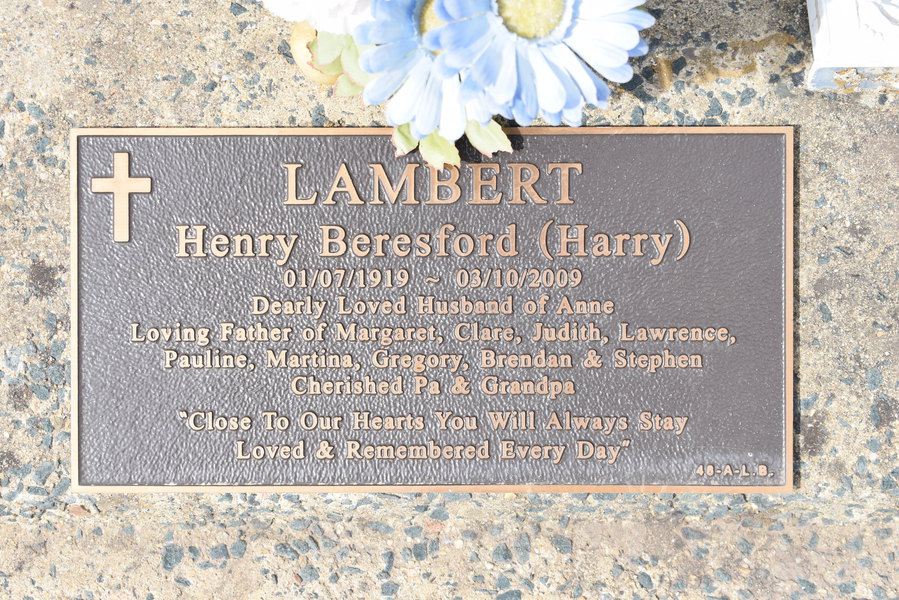 LAMBERT
Henry Beresford (Harry)
01/07/1919 ~ 03/10/2009
Dearly Loved Husband of Anne
Loving Father of Margaret, Clare, Judith, Lawrence,
Pauline, Martina, Gregory, Brendan & Stephen
Cherished Pa & Grandpa
"Close To Our Hearts You Will Always Stay
Loved & Remembered Every Day"
48-A-L.B.